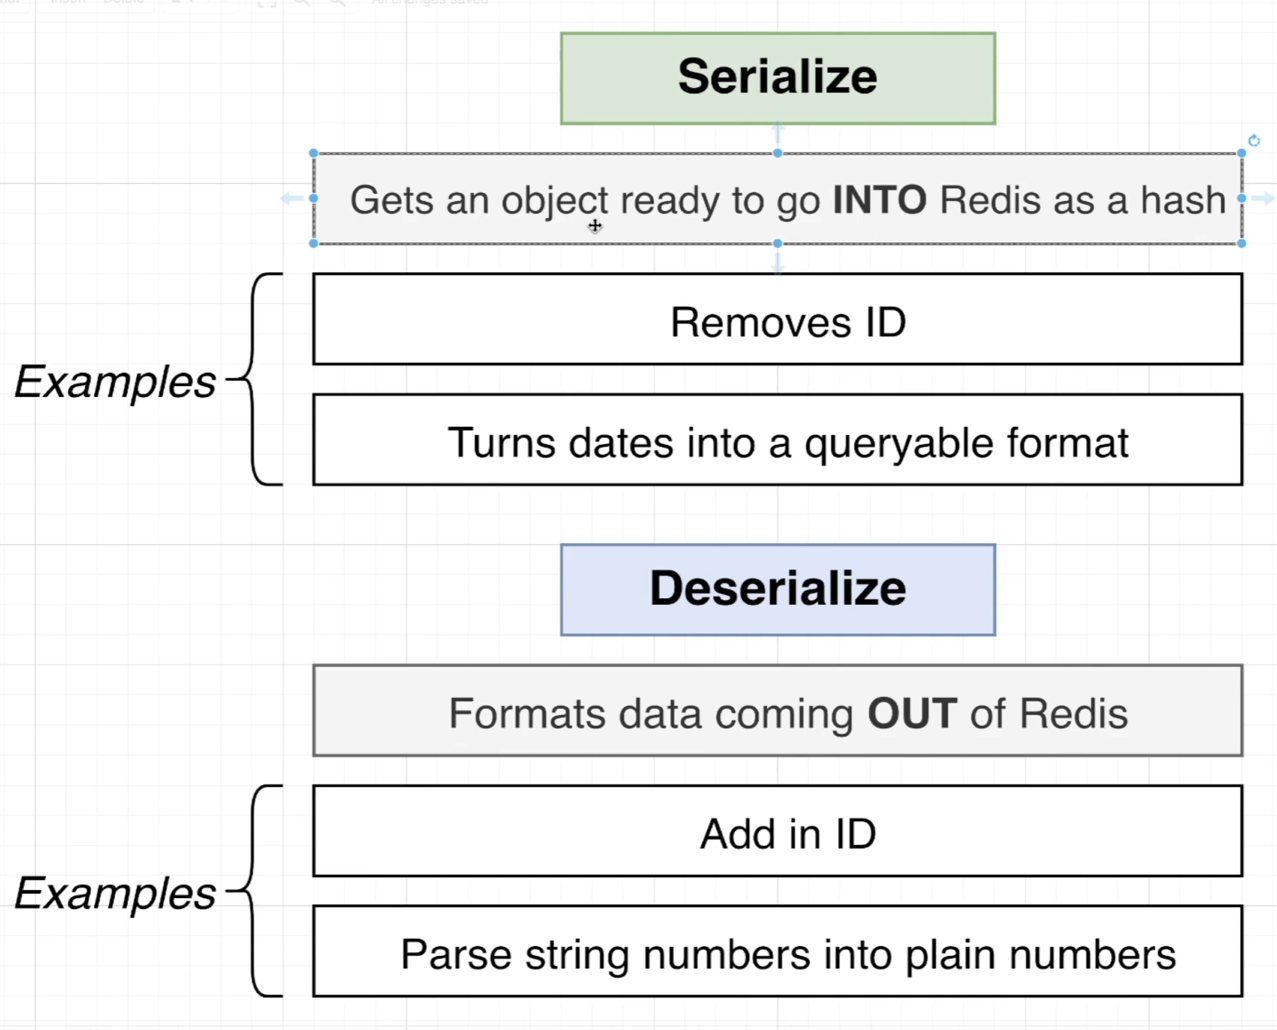 Serialize
Gets an object ready to go INTO Redis as a hash
Removes ID
Examples
Turns dates into a queryable format
Deserialize
Formats data coming OUT of Redis
Add in ID
Examples
Parse string numbers into plain numbers